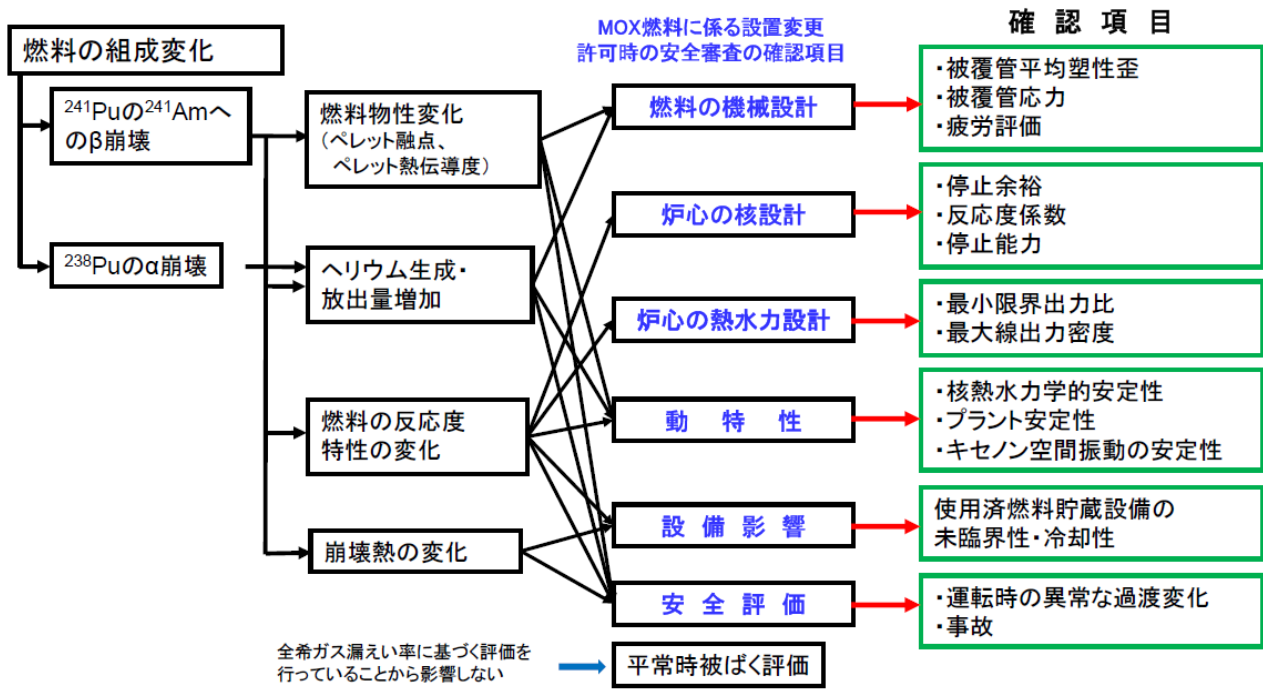 燃料の組成変化
²⁴¹Puの²⁴¹Amへ
のβ崩壊
²³⁸Puのα崩壊
燃料物性変化
(ペレット融点、
ペレット熱伝導度)
ヘリウム生成・
放出量増加
燃料の反応度
特性の変化
崩壊熱の変化
MOX燃料に係る設置変更
許可時の安全審査の確認項目
燃料の機械設計
炉心の核設計
炉心の熱水力設計
動特性
設備影響
安全評価
全希ガス漏えい率に基づく評価を
行っていることから影響しない
平常時被ばく評価
確認項目
・被覆管平均塑性歪
・被覆管応力
・疲労評価
・停止余裕
・反応度係数
・停止能力
・最小限界出力比
・最大線出力密度
・核熱水力学的安定性
・プラント安定性
・キセノン空間振動の安定性
使用済燃料貯蔵設備の
未臨界性・冷却性
・運転時の異常な過渡変化
・事故